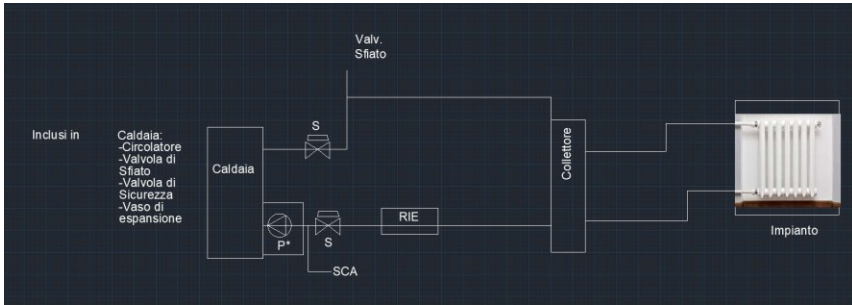 Valv.
Sfiato
Inclusi in
Caldaia:
-Circolatore
-Valvola di
Sfiato
-Valvola di
Sicurezza
-Vaso di
espansione
S
Caldaia
Collettore
P*
S
RIE
SCA
Impianto